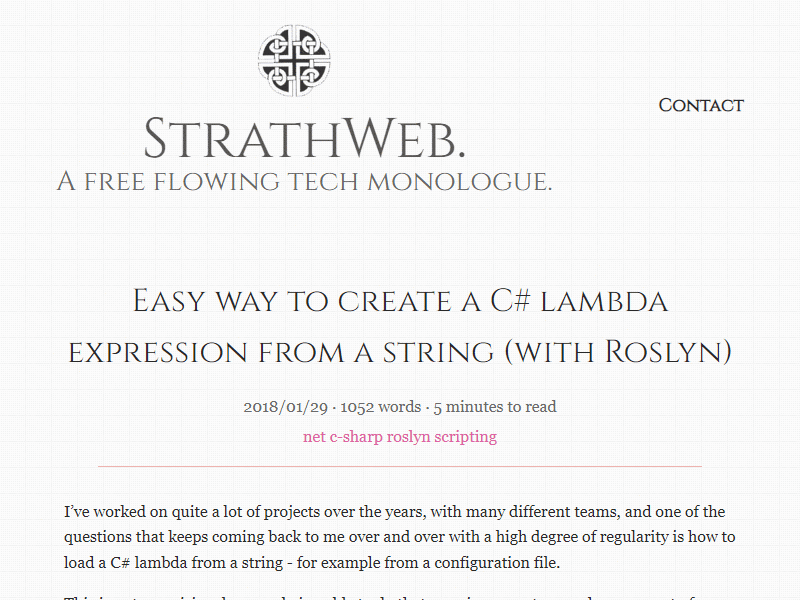 StrathWeb.
A free flowing tech monologue.
Contact
Easy way to create a C# lambda
expression from a string (with Roslyn)
2018/01/29 · 1052 words · 5 minutes to read
net c-sharp roslyn scripting
I’ve worked on quite a lot of projects over the years, with many different teams, and one of the
questions that keeps coming back to me over and over with a high degree of regularity is how to
load a C# lambda from a string - for example from a configuration file.